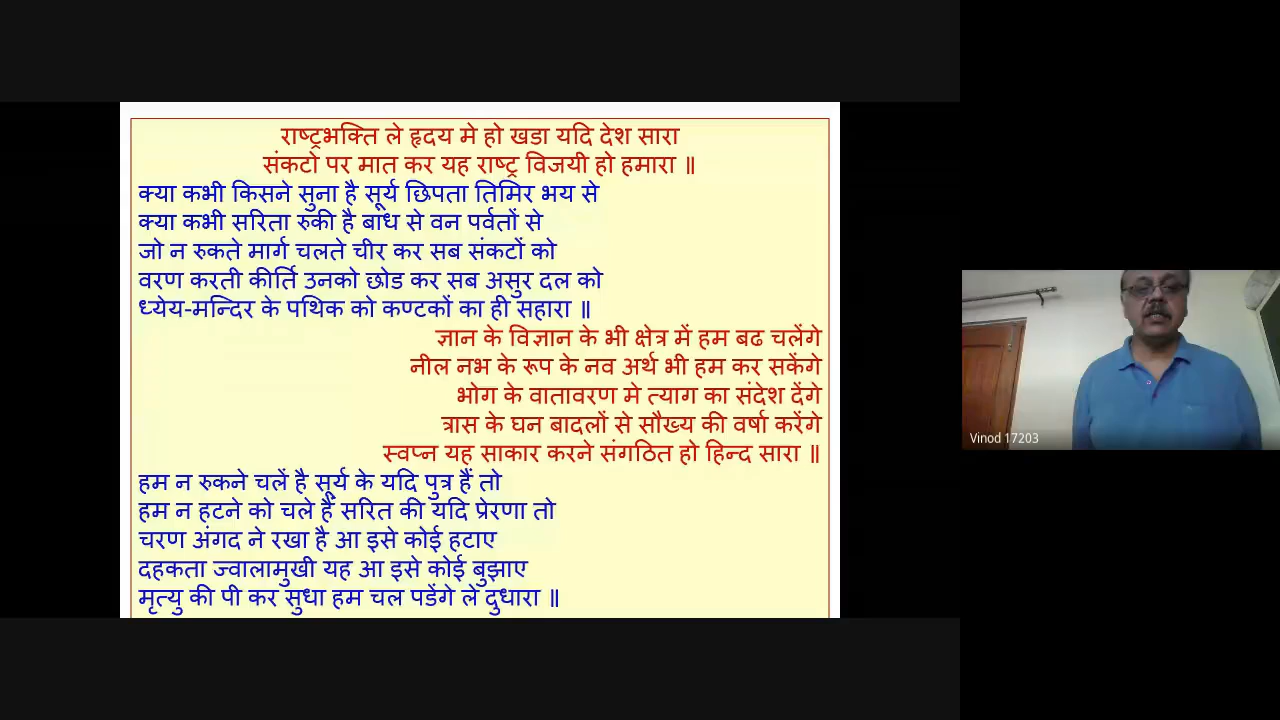 राष्ट्रभक्ति ले हृदय मे हो खडा यदि देश सारा
संकटो पर मात कर यह राष्ट्र विजयी हो हमारा ॥
क्या कभी किसने सुना है सूर्य छिपता तिमिर भय से
क्या कभी सरिता रुकी है बांध से वन पर्वतों से
जो न रुकते मार्ग चलते चीर कर सब संकटों को
वरण करती कीर्ति उनको छोड कर सब असुर दल को
ध्येय-मन्दिर के पथिक को कण्टकों का ही सहारा ॥
ज्ञान के विज्ञान के भी क्षेत्र में हम बढ चलेंगे
नील नभ के रूप के नव अर्थ भी हम कर सकेंगे
भोग के वातावरण मे त्याग का संदेश देंगे
त्रास के घन बादलों से सौख्य की वर्षा करेंगे
स्वप्न यह साकार करने संगठित हो हिन्द सारा ॥
हम न रुकने चलें है सूर्य के यदि पुत्र हैं तो
हम न हटने को चले हैं सरित की यदि प्रेरणा तो
चरण अंगद ने रखा है आ इसे कोई हटाए
दहकता ज्वालामुखी यह आ इसे कोई बुझाए
मृत्यु की पी कर सुधा हम चल पडेंगे ले दुधारा ॥
Vinod 17203